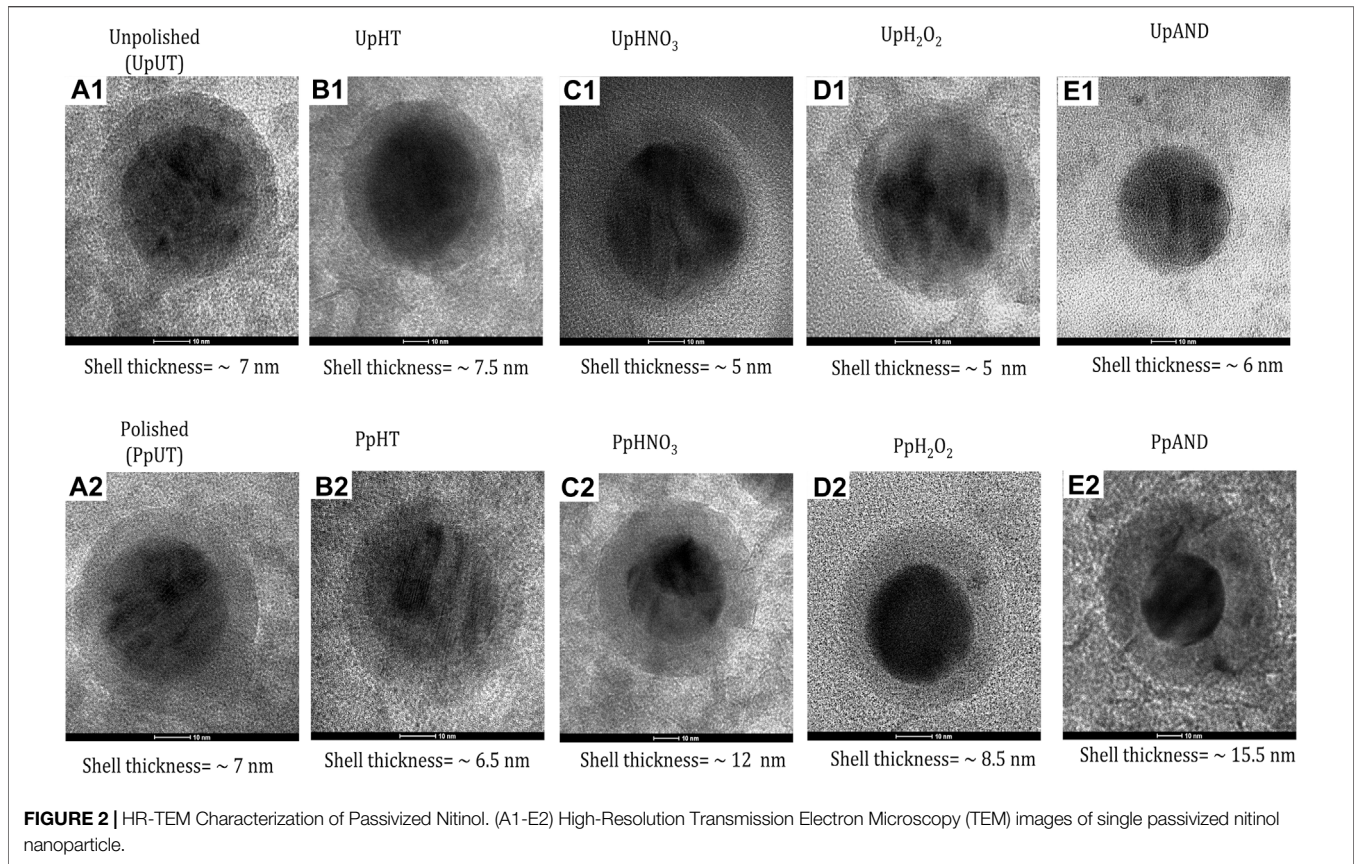 Unpolished
(UpUT)
UpHT
UpHNO₃
UpH₂O₂
UpAND
A1
B1
C1
D1
E1
10 nm
10 nm
10 nm
10 nm
10 nm
Shell thickness= ~ 7 nm
Shell thickness= ~ 7.5 nm
Shell thickness= ~ 5 nm
Shell thickness= ~ 5 nm
Shell thickness= ~ 6 nm
Polished
(PpUT)
PpHT
PpHNO₃
PpH₂O₂
PpAND
A2
B2
C2
D2
E2
10 nm
10 nm
10 nm
10 nm
10 nm
Shell thickness= ~ 7 nm
Shell thickness= ~ 6.5 nm
Shell thickness= ~ 12 nm
Shell thickness= ~ 8.5 nm
Shell thickness= ~ 15.5 nm
FIGURE 2 | HR-TEM Characterization of Passivized Nitinol. (A1-E2) High-Resolution Transmission Electron Microscopy (TEM) images of single passivized nitinol
nanoparticle.